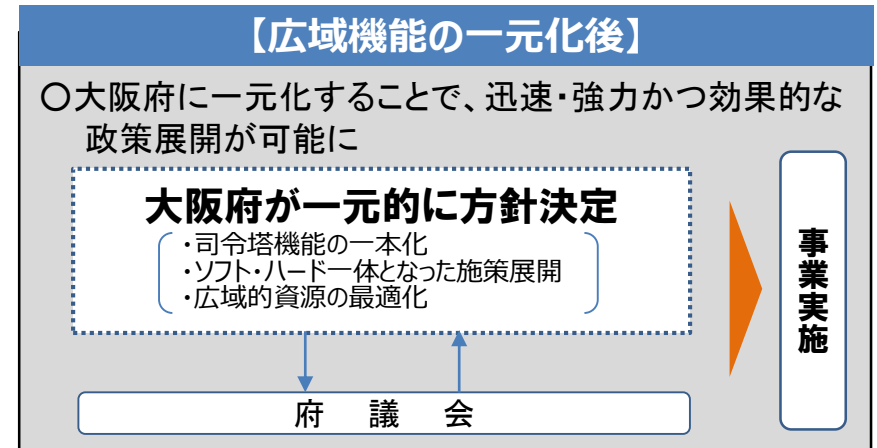 【広域機能の一元化後】
〇大阪府に一元化することで、迅速・強力かつ効果的な
政策展開が可能に
大阪府が一元的に方針決定
・司令塔機能の一本化
・ソフト・ハード一体となった施策展開
・広域的資源の最適化
事業実施
府 議 会